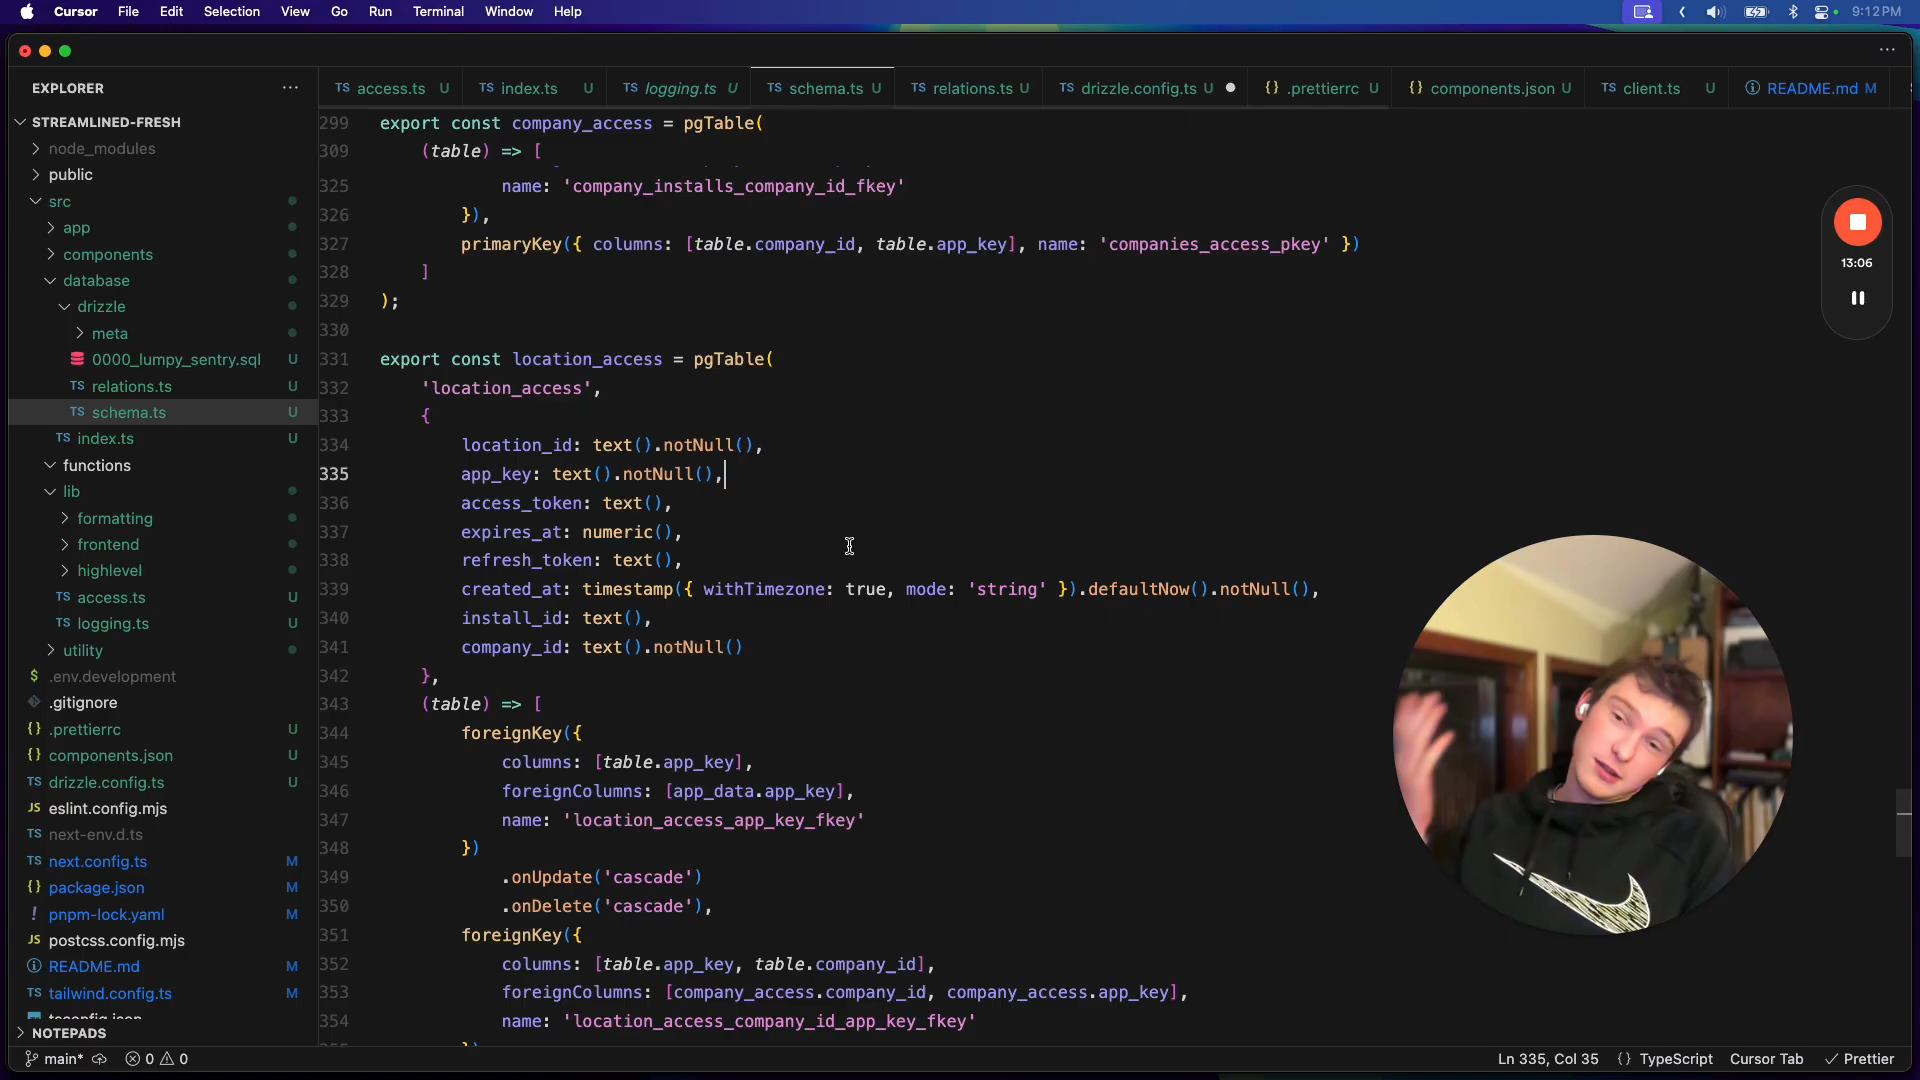 Cursor File Edit Selection View Go Run Terminal Window Help 9:12PM
EXPLORER
STREAMLINED-FRESH
node_modules
public
src
app
components
database
drizzle
meta
0000_lumpy_sentry.sql U
relations.ts U
schema.ts U
index.ts U
functions
lib
formatting
frontend
highlevel
TS access.ts U
TS logging.ts U
utility
$ .env.development
.gitignore
{} .prettierrc U
{} components.json U
TS drizzle.config.ts U
JS eslint.config.mjs
TS next-env.d.ts
TS next.config.ts M
{} package.json M
! pnpm-lock.yaml M
JS postcss.config.mjs
README.md M
TS tailwind.config.ts M
tsconfig.json
NOTEPADS
TS access.ts U TS index.ts U TS logging.ts U TS schema.ts U TS relations.ts U TS drizzle.config.ts U {} .prettierrc U {} components.json U TS client.ts U README.md M
299 export const company_access = pgTable(
309 (table) => [
325 name: 'company_installs_company_id_fkey'
326 }),
327 primaryKey({ columns: [table.company_id, table.app_key], name: 'companies_access_pkey' })
328 ]
329 );
330
331 export const location_access = pgTable(
332 'location_access',
333 {
334 location_id: text().notNull(),
335 app_key: text().notNull(),
336 access_token: text(),
337 expires_at: numeric(),
338 refresh_token: text(),
339 created_at: timestamp({ withTimezone: true, mode: 'string' }).defaultNow().notNull(),
340 install_id: text(),
341 company_id: text().notNull()
342 },
343 (table) => [
344 foreignKey({
345 columns: [table.app_key],
346 foreignColumns: [app_data.app_key],
347 name: 'location_access_app_key_fkey'
348 })
349 .onUpdate('cascade')
350 .onDelete('cascade'),
351 foreignKey({
352 columns: [table.app_key, table.company_id],
353 foreignColumns: [company_access.company_id, company_access.app_key],
354 name: 'location_access_company_id_app_key_fkey'
13:06
main* 0 0 Ln 335, Col 35 {} TypeScript Cursor Tab Prettier